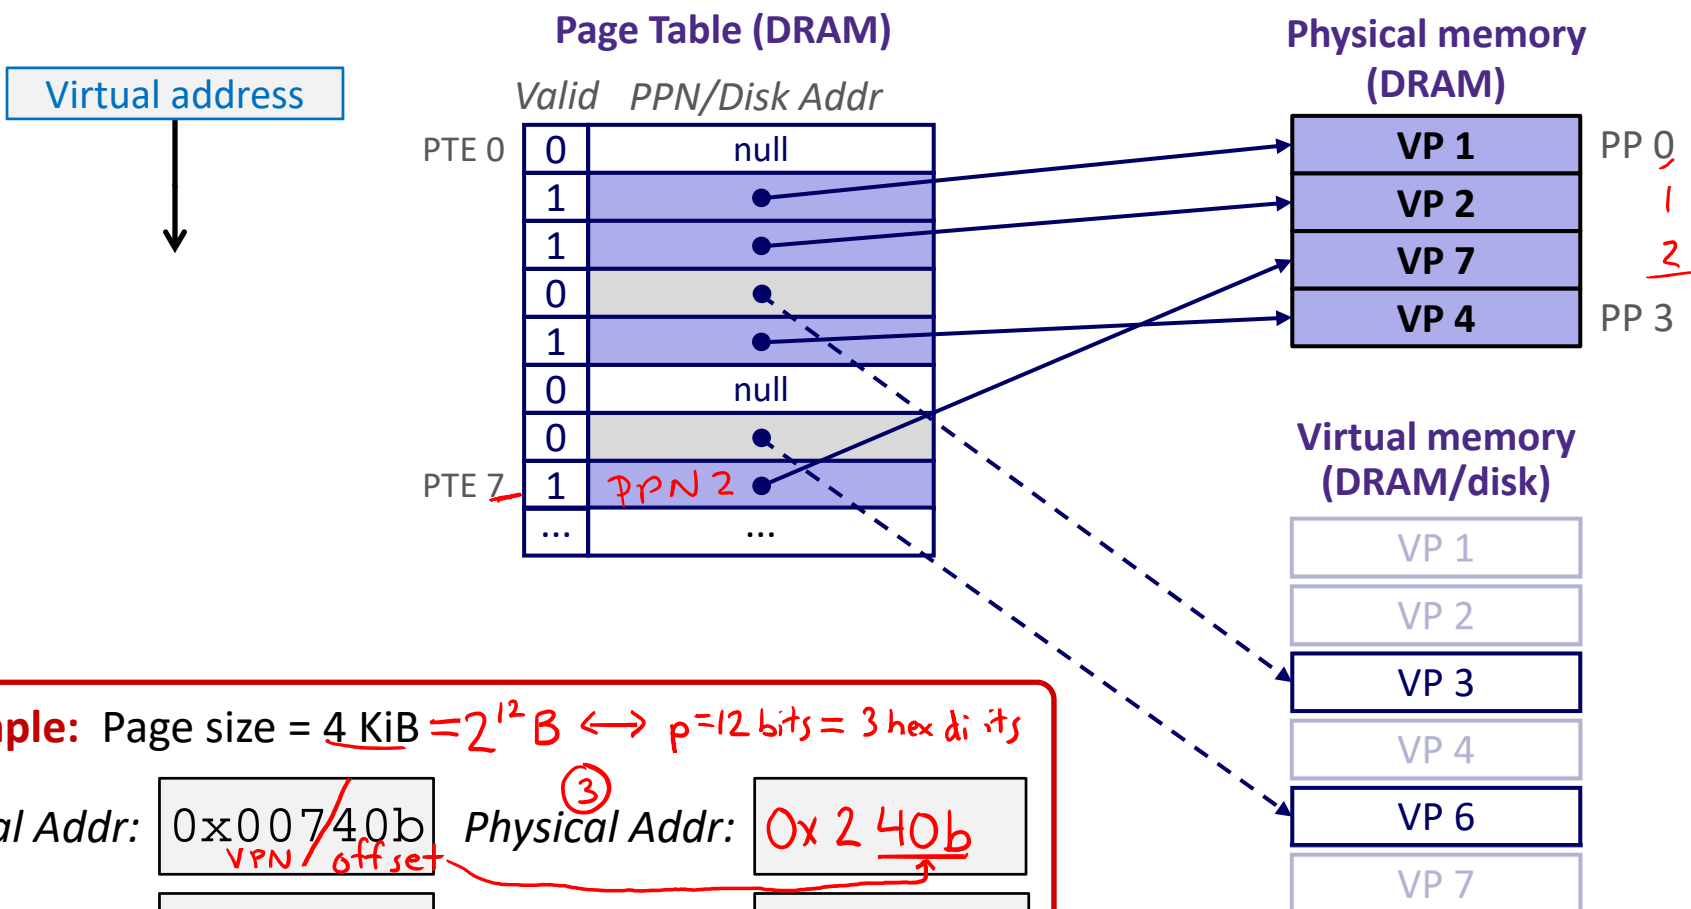 Page Table (DRAM)
Physical memory
(DRAM)
Virtual address
Valid PPN/Disk Addr
PTE 0 0 null
1
1
0
1
0 null
0
PTE 7 1 PPN 2
... ...
VP 1 PP 0
VP 2 1
VP 7 2
VP 4 PP 3
Virtual memory
(DRAM/disk)
VP 1
VP 2
VP 3
VP 4
VP 6
VP 7
ple: Page size = 4 KiB = 2^12 B ↔ p=12 bits = 3 hex di its
3
al Addr: 0x00740b Physical Addr: 0x 2 40b
VPN offset